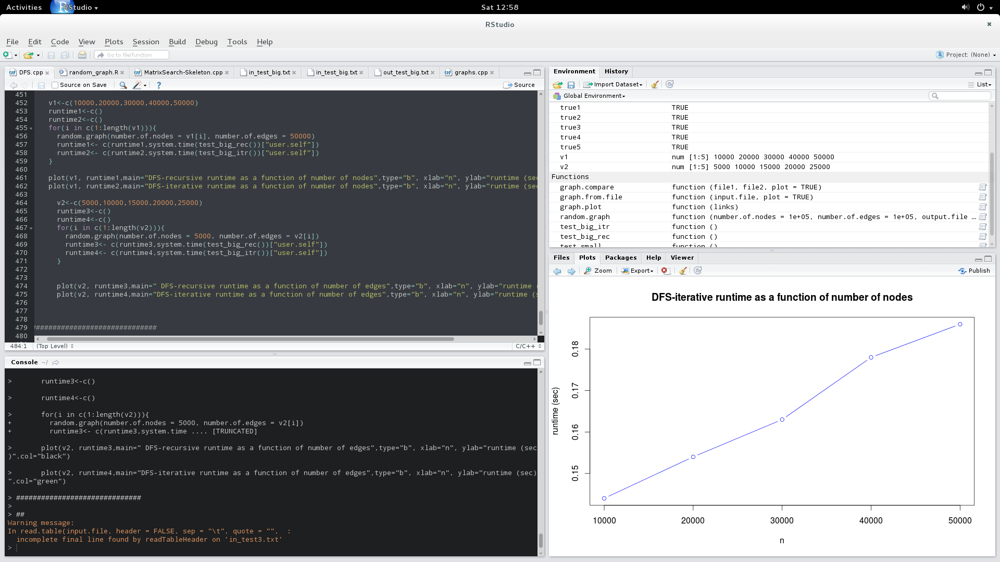 Activities RStudio Sat 12:58
RStudio
File Edit Code View Plots Session Build Debug Tools Help
Go to file/function Project: (None)
DFS.cpp random_graph.R MatrixSearch-Skeleton.cpp in_test_big.txt in_test_big.txt out_test_big.txt graphs.cpp
Source on Save Source
451
452 v1<-c(10000,20000,30000,40000,50000)
453 runtime1<-c()
454 runtime2<-c()
455 for(i in c(1:length(v1))){
456 random.graph(number.of.nodes = v1[i], number.of.edges = 50000)
457 runtime1<- c(runtime1,system.time(test_big_rec())["user.self"])
458 runtime2<- c(runtime2,system.time(test_big_itr())["user.self"])
459 }
460
461 plot(v1, runtime1,main="DFS-recursive runtime as a function of number of nodes",type="b", xlab="n", ylab="runtime (sec
462 plot(v1, runtime2,main="DFS-iterative runtime as a function of number of nodes",type="b", xlab="n", ylab="runtime (sec
463
464 v2<-c(5000,10000,15000,20000,25000)
465 runtime3<-c()
466 runtime4<-c()
467 for(i in c(1:length(v2))){
468 random.graph(number.of.nodes = 5000, number.of.edges = v2[i])
469 runtime3<- c(runtime3,system.time(test_big_rec())["user.self"])
470 runtime4<- c(runtime4,system.time(test_big_itr())["user.self"])
471 }
472
473
474 plot(v2, runtime3,main=" DFS-recursive runtime as a function of number of edges",type="b", xlab="n", ylab="runtime (
475 plot(v2, runtime4,main="DFS-iterative runtime as a function of number of edges",type="b", xlab="n", ylab="runtime (s
476
477
478
479 #############################
480
484:1 (Top Level) C/C++
Console ~/
> runtime3<-c()
> runtime4<-c()
> for(i in c(1:length(v2))){
+ random.graph(number.of.nodes = 5000, number.of.edges = v2[i])
+ runtime3<- c(runtime3,system.time .... [TRUNCATED]
> plot(v2, runtime3,main=" DFS-recursive runtime as a function of number of edges",type="b", xlab="n", ylab="runtime (sec
)",col="black")
> plot(v2, runtime4,main="DFS-iterative runtime as a function of number of edges",type="b", xlab="n", ylab="runtime (sec)
",col="green")
> ##############################
>
> ##
Warning message:
In read.table(input.file, header = FALSE, sep = "\t", quote = "", :
incomplete final line found by readTableHeader on 'in_test3.txt'
>
Environment History
Import Dataset List
Global Environment
true1 TRUE
true2 TRUE
true3 TRUE
true4 TRUE
true5 TRUE
v1 num [1:5] 10000 20000 30000 40000 50000
v2 num [1:5] 5000 10000 15000 20000 25000
Functions
graph.compare function (file1, file2, plot = TRUE)
graph.from.file function (input.file, plot = TRUE)
graph.plot function (links)
random.graph function (number.of.nodes = 1e+05, number.of.edges = 1e+05, output.file …
test_big_itr function ()
test_big_rec function ()
test_small function ()
Files Plots Packages Help Viewer
Zoom Export Publish
DFS-iterative runtime as a function of number of nodes
runtime (sec)
0.18
0.17
0.16
0.15
10000 20000 30000 40000 50000
n